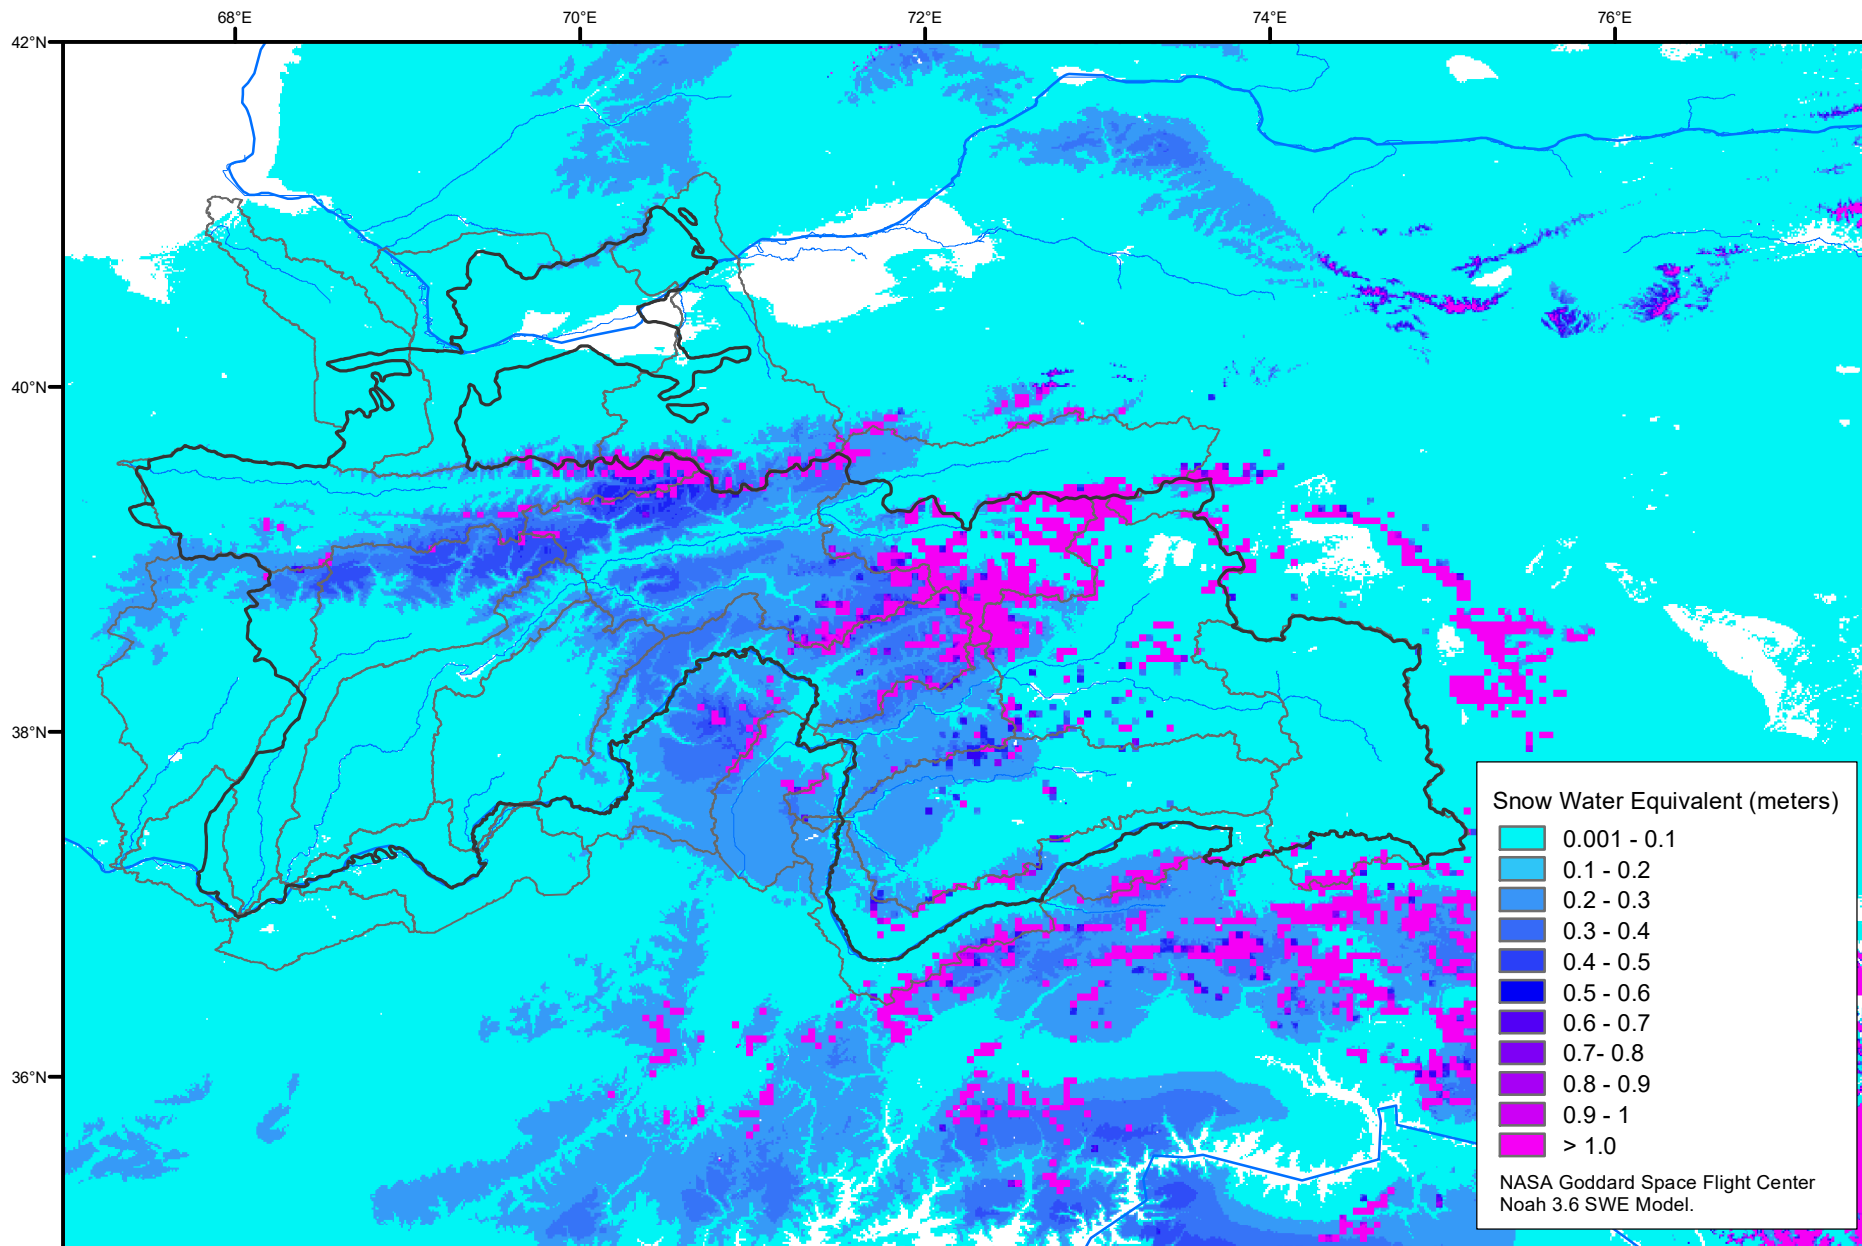 68°E 70°E 72°E 74°E 76°E
42°N
40°N
38°N
36°N
Snow Water Equivalent (meters)
0.001 - 0.1
0.1 - 0.2
0.2 - 0.3
0.3 - 0.4
0.4 - 0.5
0.5 - 0.6
0.6 - 0.7
0.7- 0.8
0.8 - 0.9
0.9 - 1
> 1.0
NASA Goddard Space Flight Center
Noah 3.6 SWE Model.